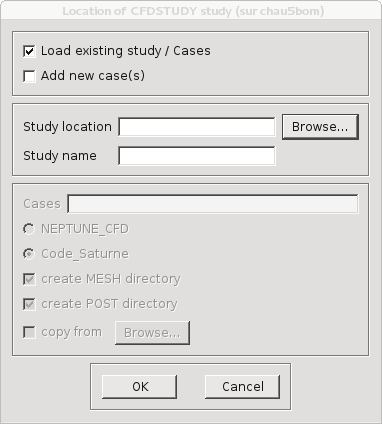 Location of CFDSTUDY study (sur chau5bom)
Load existing study / Cases
Add new case(s)
Study location Browse...
Study name
Cases
NEPTUNE_CFD
Code_Saturne
create MESH directory
create POST directory
copy from Browse...
OK Cancel